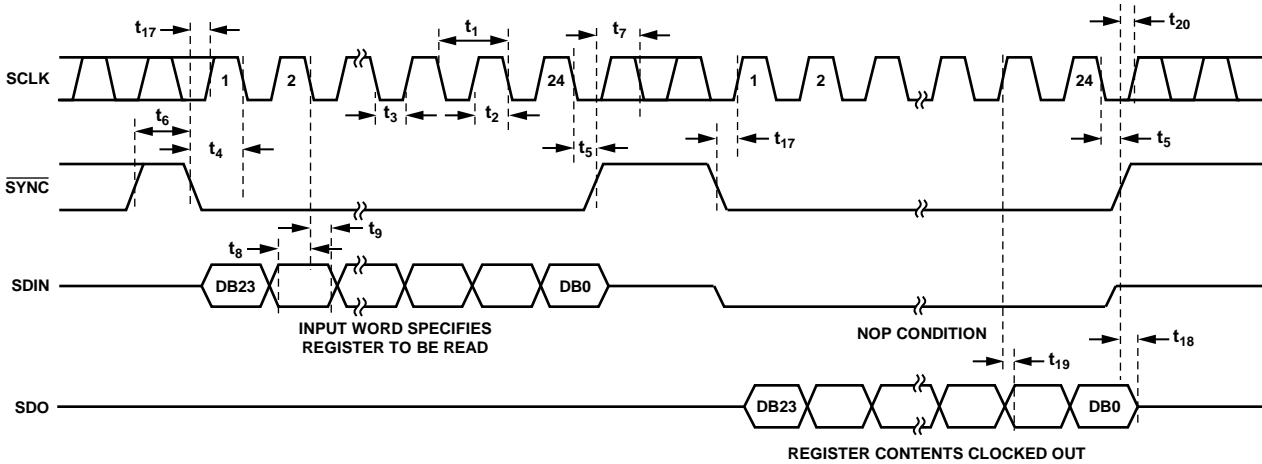 t17
t1
t7
t20
SCLK
1
2
24
1
2
24
t3
t2
t6
t4
t5
t17
t5
SYNC
t8
t9
SDIN
DB23
DB0
INPUT WORD SPECIFIES
REGISTER TO BE READ
NOP CONDITION
t18
t19
SDO
DB23
DB0
REGISTER CONTENTS CLOCKED OUT